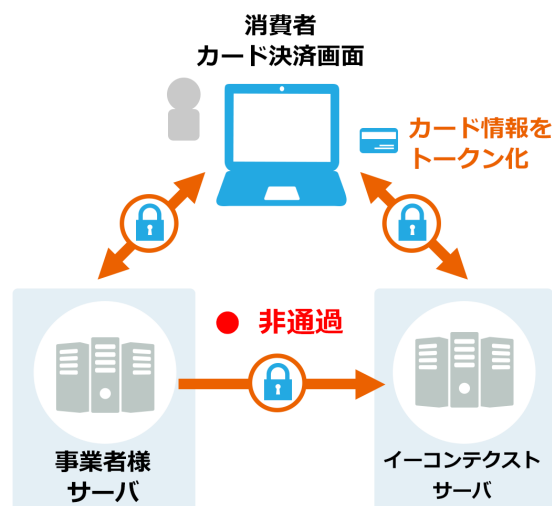 消費者
カード決済画面
カード情報を
トークン化
非通過
事業者様
サーバ
イーコンテクスト
サーバ